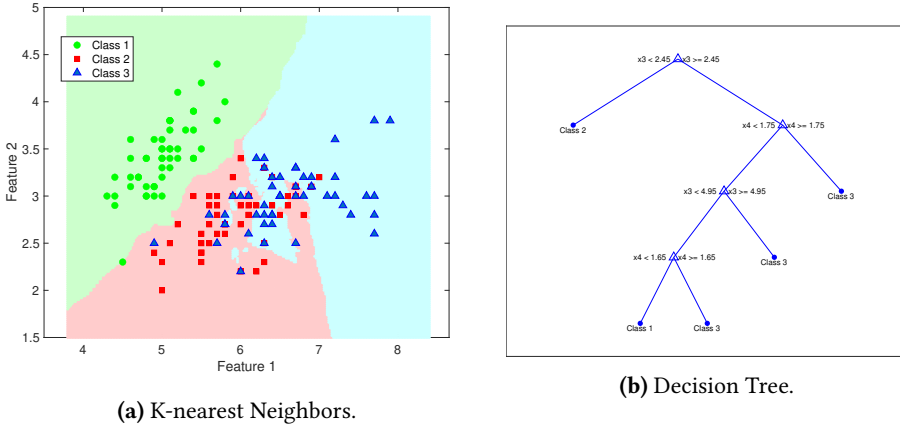 5
4.5
4
3.5
3
2.5
2
1.5
4 5 6 7 8
Feature 1
Feature 2
Class 1
Class 2
Class 3
(a) K-nearest Neighbors.
x3 < 2.45 x3 >= 2.45
Class 2
x4 < 1.75 x4 >= 1.75
x3 < 4.95 x3 >= 4.95
Class 3
x4 < 1.65 x4 >= 1.65
Class 3
Class 1
Class 3
(b) Decision Tree.